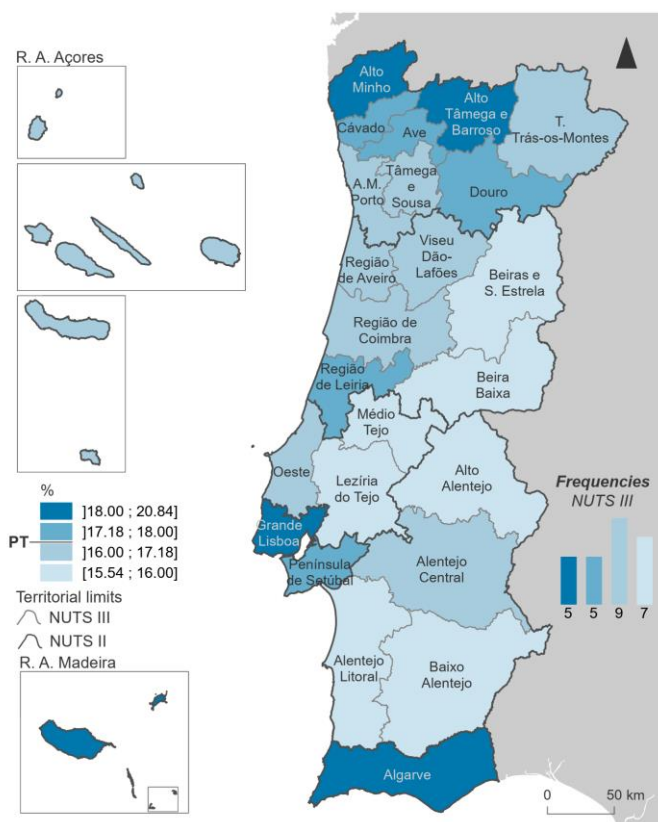 R. A. Açores
Alto
Minho
Alto
Tâmega e
Barroso
T.
Trás-os-Montes
Cávado
Ave
A.M.
Porto
Tâmega
e
Sousa
Douro
Região
de Aveiro
Viseu
Dão-
Lafões
Beiras e
S. Estrela
Região de
Coimbra
Região
de Leiria
Beira
Baixa
Médio
Tejo
Oeste
Lezíria
do Tejo
Alto
Alentejo
Grande
Lisboa
Península
de Setúbal
Alentejo
Central
Alentejo
Litoral
Baixo
Alentejo
Algarve
%
]18.00 ; 20.84]
]17.18 ; 18.00]
PT
]16.00 ; 17.18]
[15.54 ; 16.00]
Territorial limits
NUTS III
NUTS II
R. A. Madeira
Frequencies
NUTS III
5 5 9 7
0 50 km